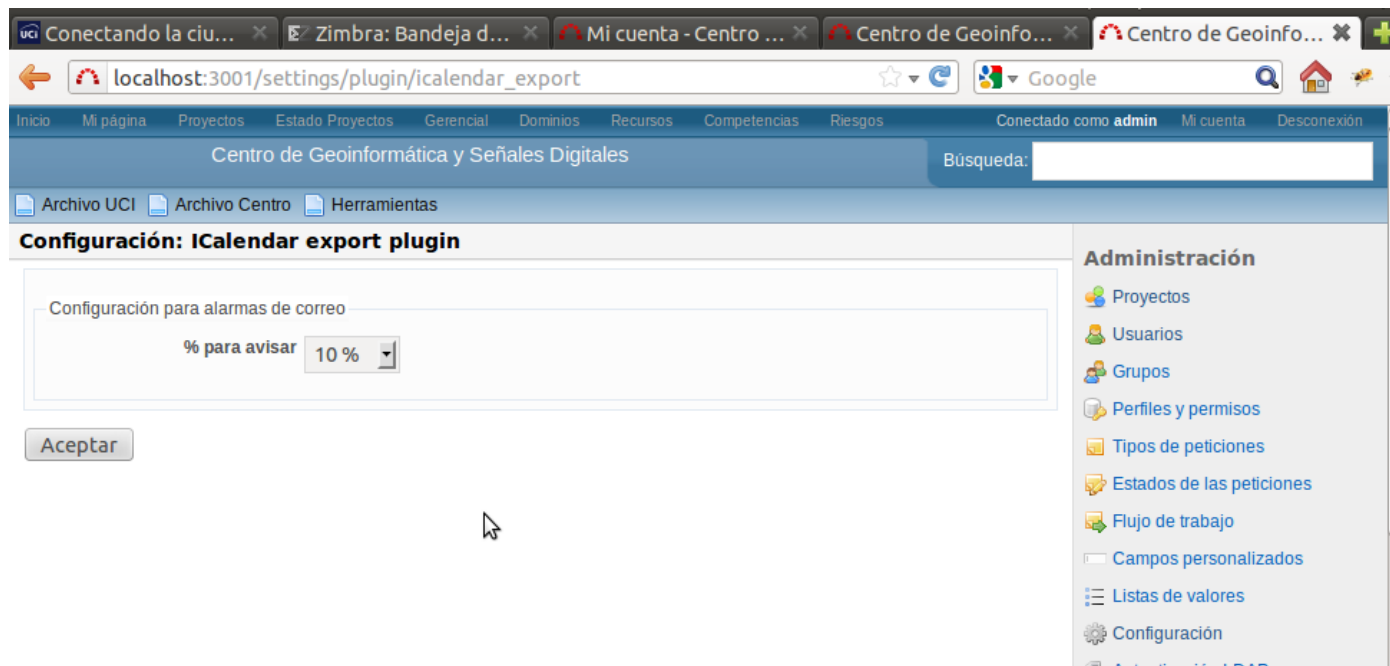 Conectando la ciu... Zimbra: Bandeja d... Mi cuenta - Centro ... Centro de Geoinfo... Centro de Geoinfo...
localhost:3001/settings/plugin/icalendar_export Google
Inicio Mi página Proyectos Estado Proyectos Gerencial Dominios Recursos Competencias Riesgos Conectado como admin Mi cuenta Desconexión
Centro de Geoinformática y Señales Digitales Búsqueda:
Archivo UCI Archivo Centro Herramientas
Configuración: ICalendar export plugin
Configuración para alarmas de correo
% para avisar 10 %
Aceptar
Administración
Proyectos
Usuarios
Grupos
Perfiles y permisos
Tipos de peticiones
Estados de las peticiones
Flujo de trabajo
Campos personalizados
Listas de valores
Configuración